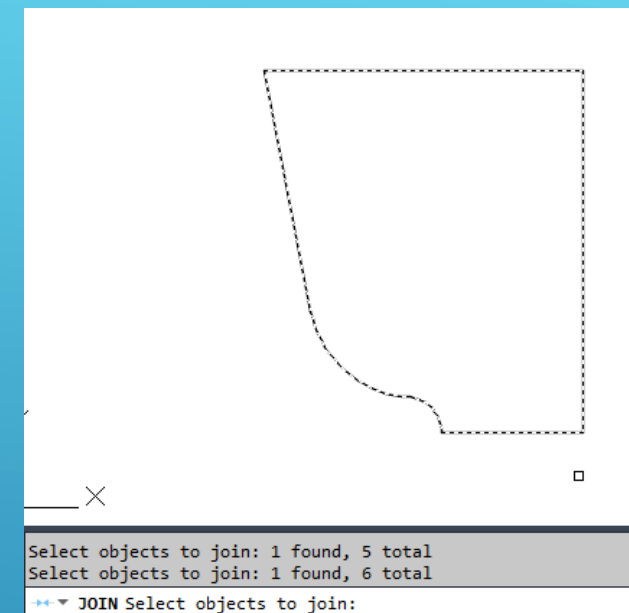 Select objects to join: 1 found, 5 total
Select objects to join: 1 found, 6 total
JOIN Select objects to join: